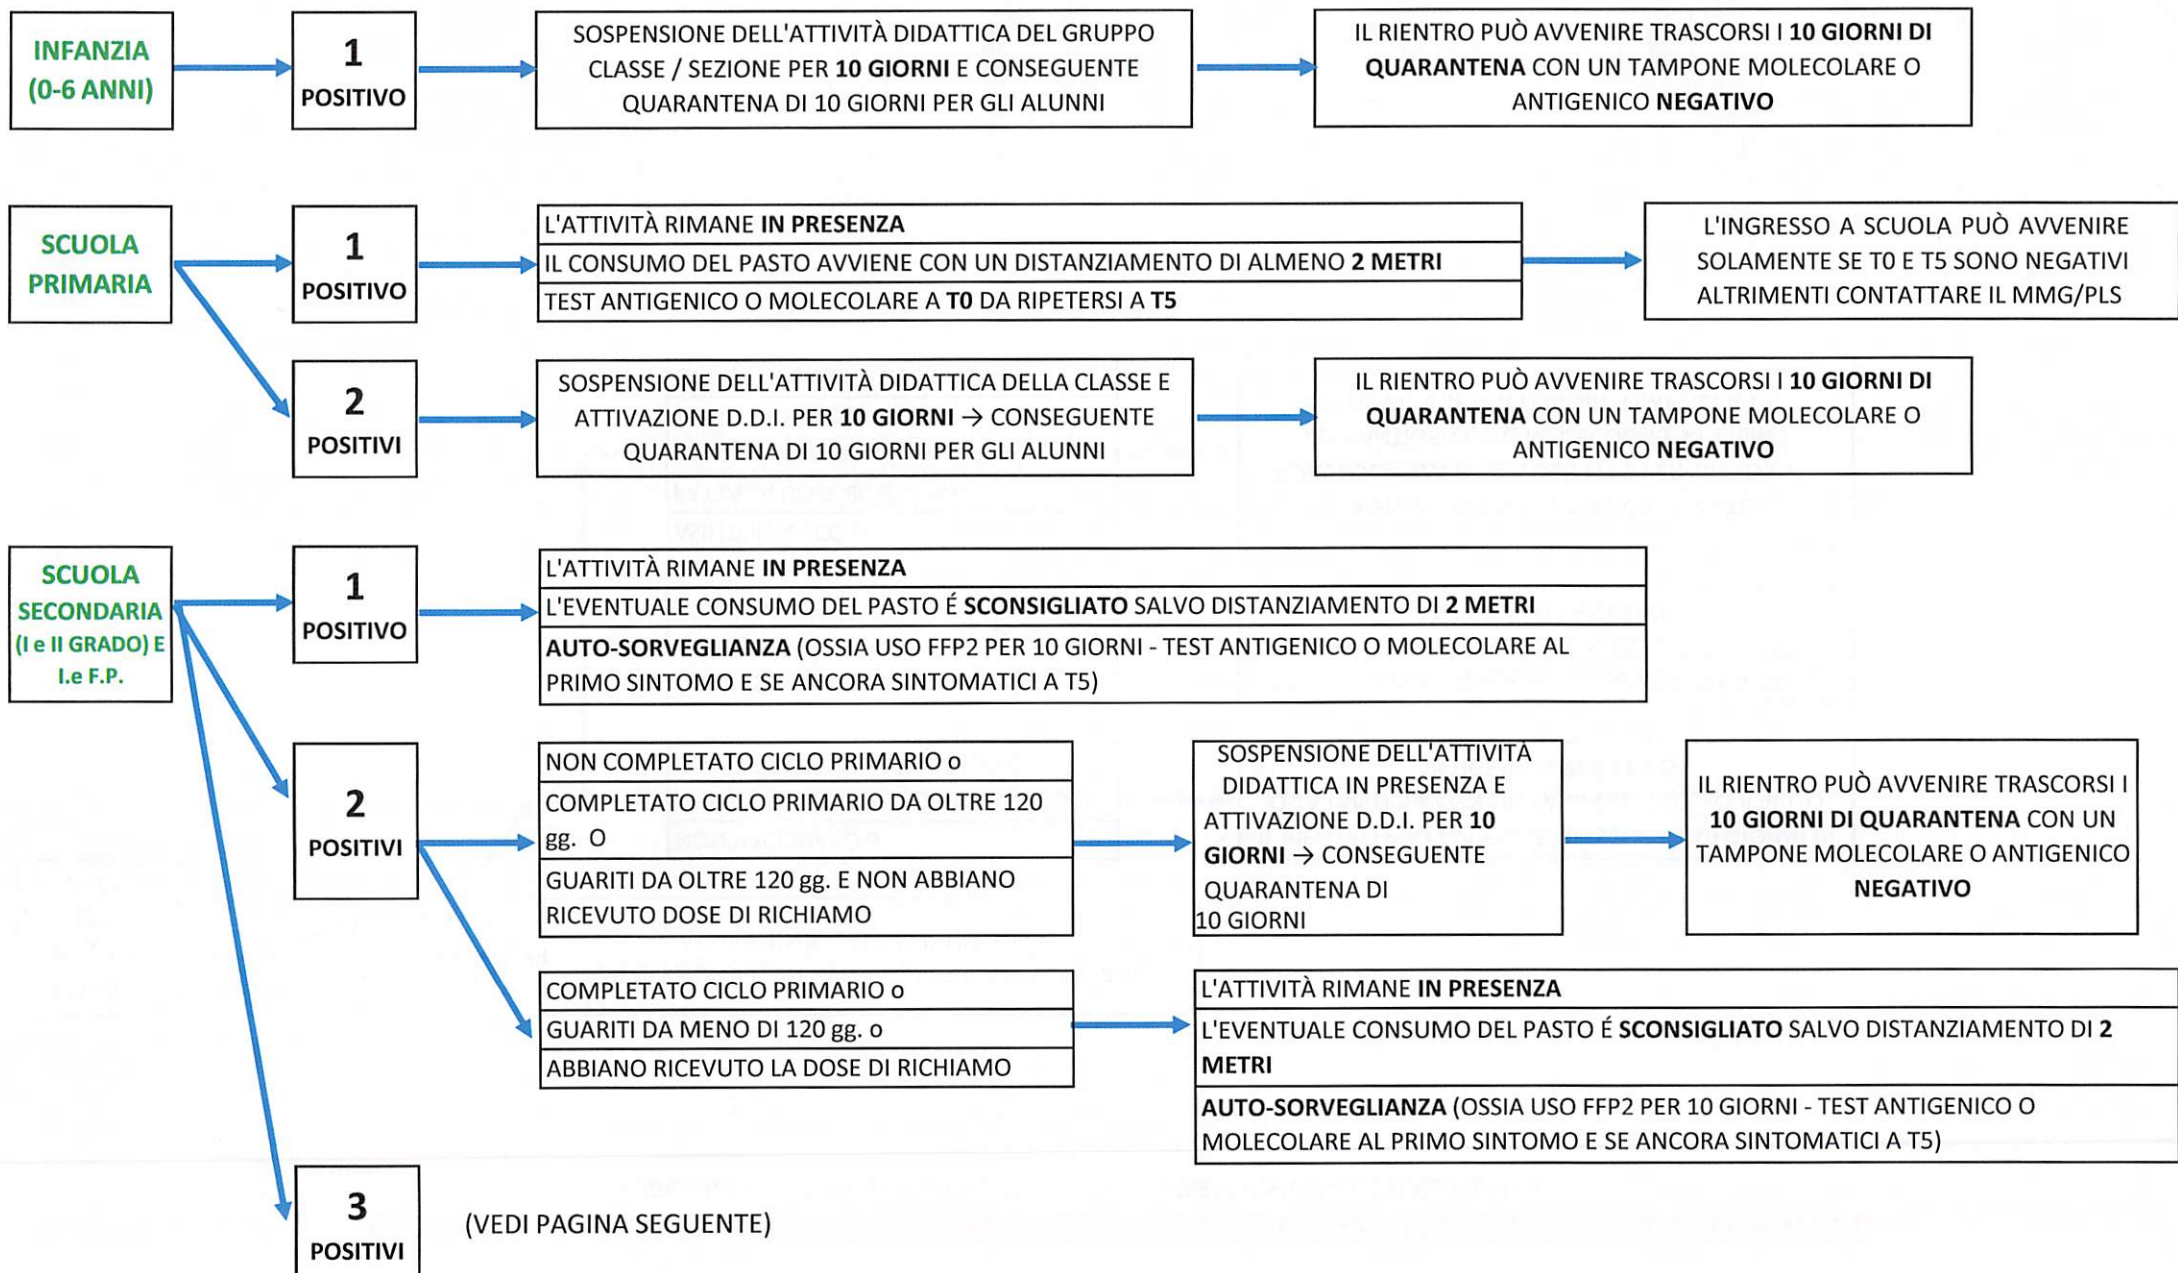 INFANZIA
(0-6 ANNI)
1
POSITIVO
SOSPENSIONE DELL'ATTIVITÀ DIDATTICA DEL GRUPPO
CLASSE / SEZIONE PER 10 GIORNI E CONSEGUENTE
QUARANTENA DI 10 GIORNI PER GLI ALUNNI
IL RIENTRO PUÒ AVVENIRE TRASCORSI I 10 GIORNI DI
QUARANTENA CON UN TAMPONE MOLECOLARE O
ANTIGENICO NEGATIVO
SCUOLA
PRIMARIA
1
POSITIVO
L'ATTIVITÀ RIMANE IN PRESENZA
IL CONSUMO DEL PASTO AVVIENE CON UN DISTANZIAMENTO DI ALMENO 2 METRI
TEST ANTIGENICO O MOLECOLARE A T0 DA RIPETERSI A T5
L'INGRESSO A SCUOLA PUÒ AVVENIRE
SOLAMENTE SE T0 E T5 SONO NEGATIVI
ALTRIMENTI CONTATTARE IL MMG/PLS
2
POSITIVI
SOSPENSIONE DELL'ATTIVITÀ DIDATTICA DELLA CLASSE E
ATTIVAZIONE D.D.I. PER 10 GIORNI → CONSEGUENTE
QUARANTENA DI 10 GIORNI PER GLI ALUNNI
IL RIENTRO PUÒ AVVENIRE TRASCORSI I 10 GIORNI DI
QUARANTENA CON UN TAMPONE MOLECOLARE O
ANTIGENICO NEGATIVO
SCUOLA
SECONDARIA
(I e II GRADO) E
I.e F.P.
1
POSITIVO
L'ATTIVITÀ RIMANE IN PRESENZA
L'EVENTUALE CONSUMO DEL PASTO É SCONSIGLIATO SALVO DISTANZIAMENTO DI 2 METRI
AUTO-SORVEGLIANZA (OSSIA USO FFP2 PER 10 GIORNI - TEST ANTIGENICO O MOLECOLARE AL
PRIMO SINTOMO E SE ANCORA SINTOMATICI A T5)
2
POSITIVI
NON COMPLETATO CICLO PRIMARIO o
COMPLETATO CICLO PRIMARIO DA OLTRE 120
gg. O
GUARITI DA OLTRE 120 gg. E NON ABBIANO
RICEVUTO DOSE DI RICHIAMO
SOSPENSIONE DELL'ATTIVITÀ
DIDATTICA IN PRESENZA E
ATTIVAZIONE D.D.I. PER 10
GIORNI → CONSEGUENTE
QUARANTENA DI
10 GIORNI
IL RIENTRO PUÒ AVVENIRE TRASCORSI I
10 GIORNI DI QUARANTENA CON UN
TAMPONE MOLECOLARE O ANTIGENICO
NEGATIVO
COMPLETATO CICLO PRIMARIO o
GUARITI DA MENO DI 120 gg. o
ABBIANO RICEVUTO LA DOSE DI RICHIAMO
L'ATTIVITÀ RIMANE IN PRESENZA
L'EVENTUALE CONSUMO DEL PASTO É SCONSIGLIATO SALVO DISTANZIAMENTO DI 2
METRI
AUTO-SORVEGLIANZA (OSSIA USO FFP2 PER 10 GIORNI - TEST ANTIGENICO O
MOLECOLARE AL PRIMO SINTOMO E SE ANCORA SINTOMATICI A T5)
3
POSITIVI
(VEDI PAGINA SEGUENTE)